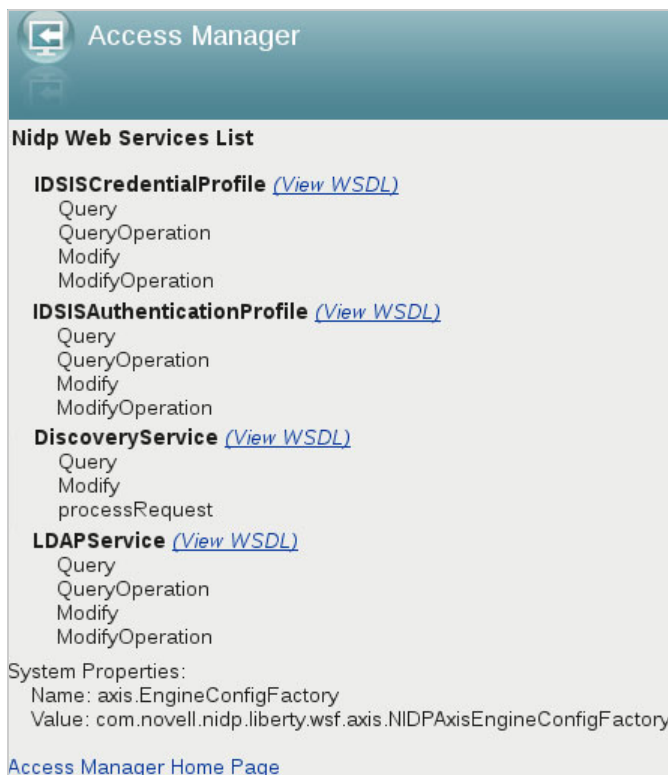 Access Manager
Nidp Web Services List
IDSISCredentialProfile (View WSDL)
Query
QueryOperation
Modify
ModifyOperation
IDSISAuthenticationProfile (View WSDL)
Query
QueryOperation
Modify
ModifyOperation
DiscoveryService (View WSDL)
Query
Modify
processRequest
LDAPService (View WSDL)
Query
QueryOperation
Modify
ModifyOperation
System Properties:
Name: axis.EngineConfigFactory
Value: com.novell.nidp.liberty.wsf.axis.NIDPAxisEngineConfigFactory
Access Manager Home Page